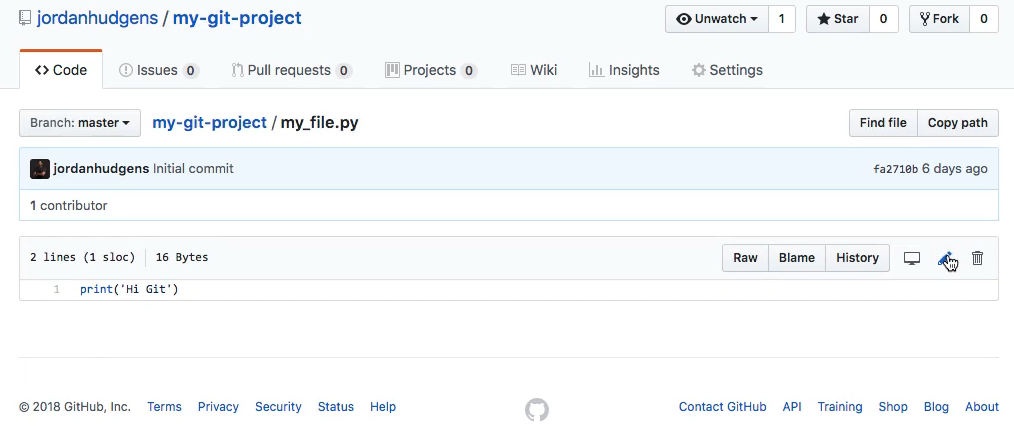 jordanhudgens / my-git-project Unwatch 1 Star 0 Fork 0
Code Issues 0 Pull requests 0 Projects 0 Wiki Insights Settings
Branch: master my-git-project / my_file.py Find file Copy path
jordanhudgens Initial commit fa2710b 6 days ago
1 contributor
2 lines (1 sloc) 16 Bytes Raw Blame History
1 print('Hi Git')
© 2018 GitHub, Inc. Terms Privacy Security Status Help Contact GitHub API Training Shop Blog About